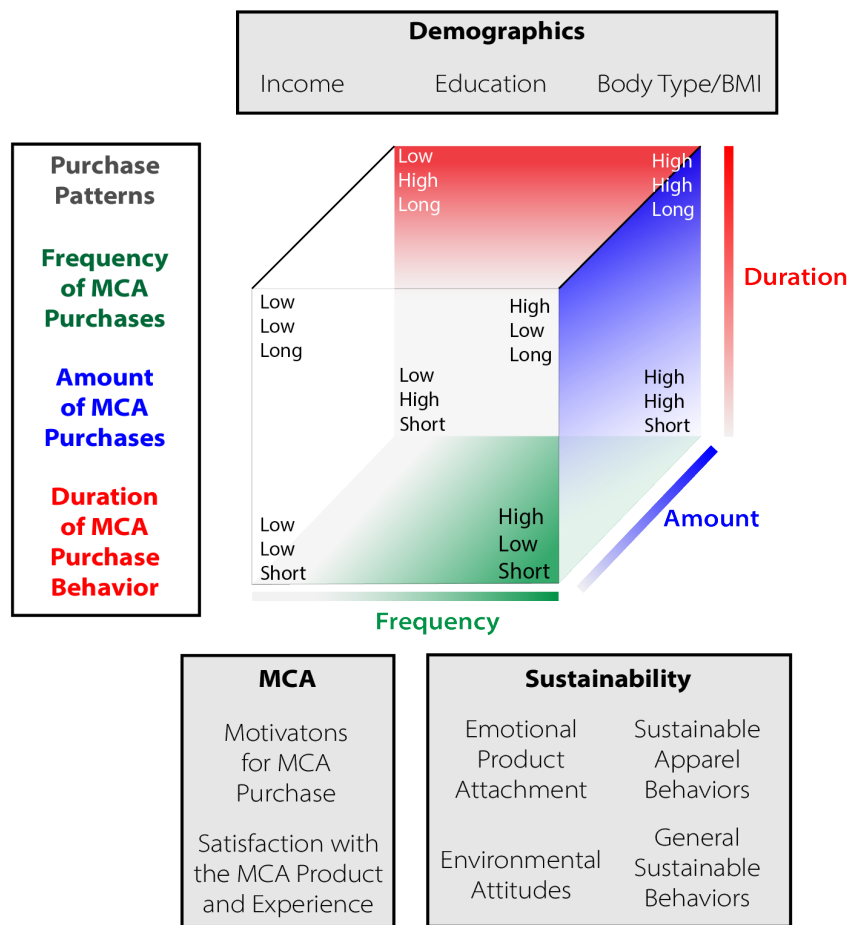 Demographics
Income Education Body Type/BMI
Purchase
Patterns
Frequency
of MCA
Purchases
Amount
of MCA
Purchases
Duration
of MCA
Purchase
Behavior
Low
High
Long
High
High
Long
Low
Low
Long
High
Low
Long
Low
High
Short
High
High
Short
Low
Low
Short
High
Low
Short
Duration
Amount
Frequency
MCA
Motivatons
for MCA
Purchase
Satisfaction with
the MCA Product
and Experience
Sustainability
Emotional
Product
Attachment
Sustainable
Apparel
Behaviors
Environmental
Attitudes
General
Sustainable
Behaviors